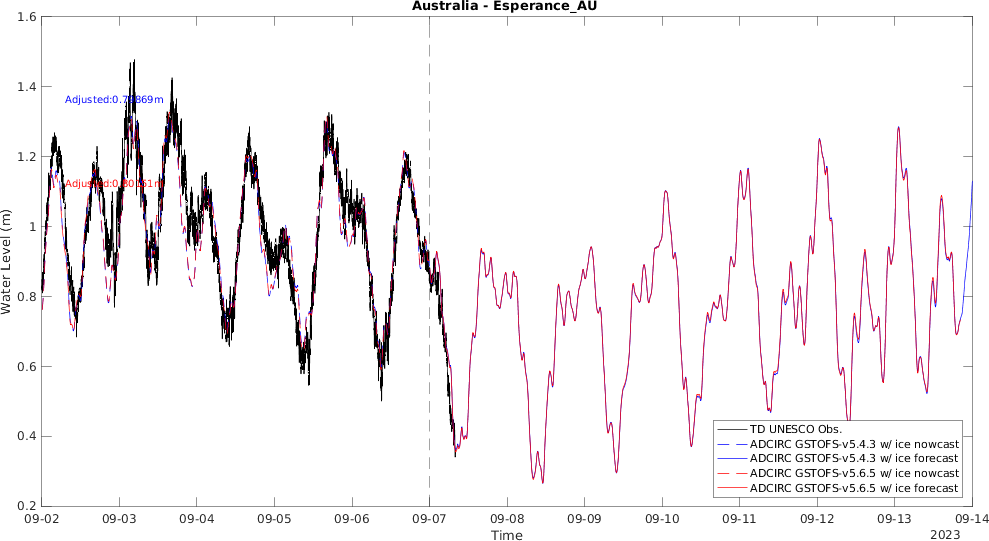 Australia - Esperance_AU
1.6
1.4
1.2
1
0.8
0.6
0.4
0.2
Water Level (m)
TD UNESCO Obs.
ADCIRC GSTOFS-v5.4.3 w/ ice nowcast
ADCIRC GSTOFS-v5.4.3 w/ ice forecast
ADCIRC GSTOFS-v5.6.5 w/ ice nowcast
ADCIRC GSTOFS-v5.6.5 w/ ice forecast
09-02 09-03 09-04 09-05 09-06 09-07 09-08 09-09 09-10 09-11 09-12 09-13 09-14
Time
2023